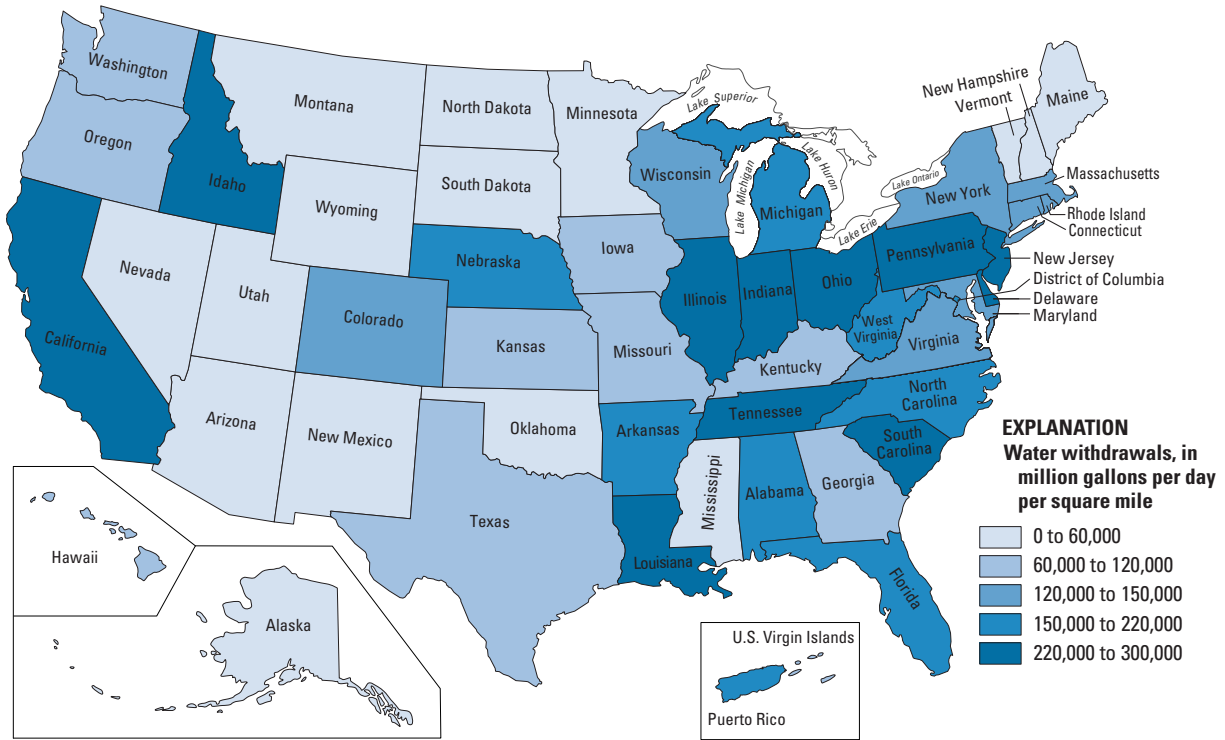 Washington
Oregon
California
Idaho
Nevada
Montana
Wyoming
Utah
Arizona
Colorado
New Mexico
North Dakota
South Dakota
Nebraska
Kansas
Oklahoma
Texas
Minnesota
Iowa
Missouri
Arkansas
Louisiana
Wisconsin
Illinois
Michigan
Indiana
Ohio
Kentucky
Tennessee
Mississippi
Alabama
Georgia
Florida
South
Carolina
North
Carolina
Virginia
West
Virginia
Pennsylvania
New York
Lake Superior
Lake Michigan
Lake Huron
Lake Erie
Lake Ontario
New Hampshire
Vermont
Maine
Massachusetts
Rhode Island
Connecticut
New Jersey
District of Columbia
Delaware
Maryland
Hawaii
Alaska
U.S. Virgin Islands
Puerto Rico
EXPLANATION
Water withdrawals, in
million gallons per day
per square mile
0 to 60,000
60,000 to 120,000
120,000 to 150,000
150,000 to 220,000
220,000 to 300,000